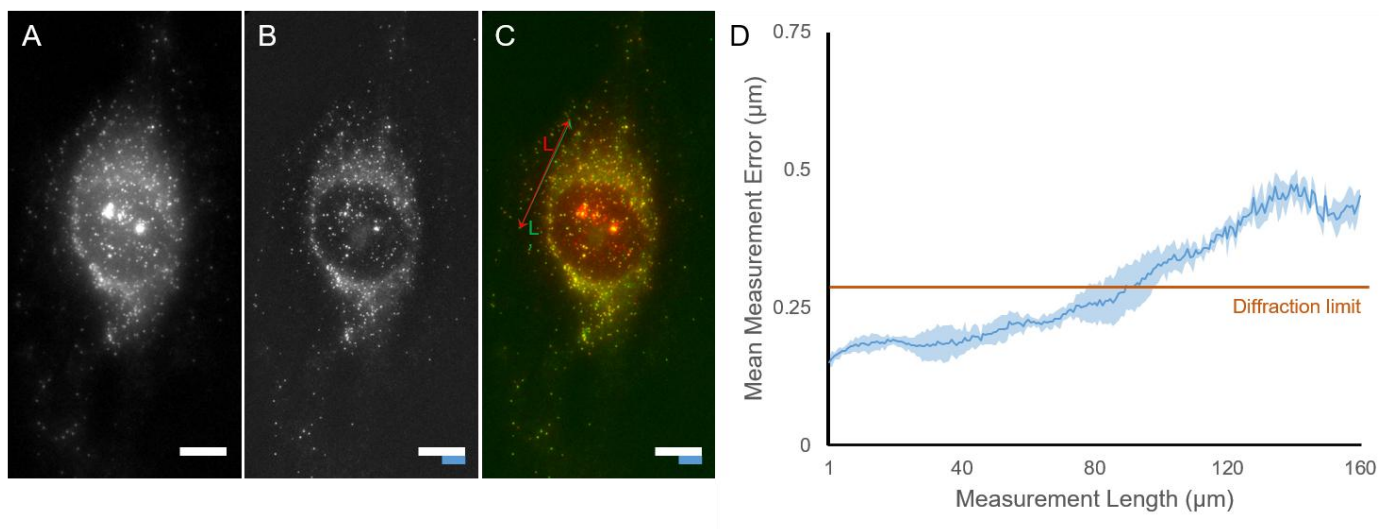 A
B
C
L
L
D
0.75
0.5
0.25
0
Mean Measurement Error (µm)
Diffraction limit
1 40 80 120 160
Measurement Length (µm)